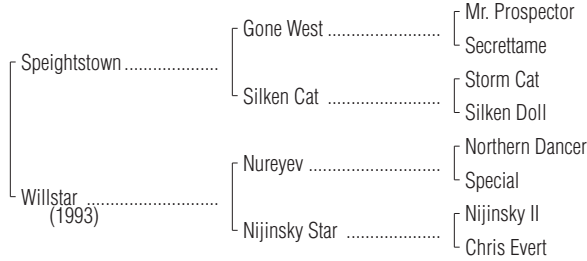 Mr. Prospector
Gone West ......................
Secrettame
Speightstown ...................
Storm Cat
Silken Cat ......................
Silken Doll
Northern Dancer
Nureyev ..........................
Special
Willstar ..........................
(1993)
Nijinsky II
Nijinsky Star ...................
Chris Evert